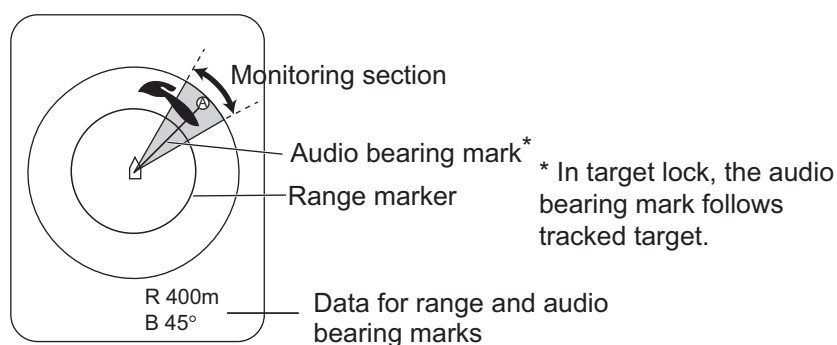 Monitoring section
A
Audio bearing mark*
* In target lock, the audio
bearing mark follows
tracked target.
Range marker
R 400m
B 45°
Data for range and audio
bearing marks